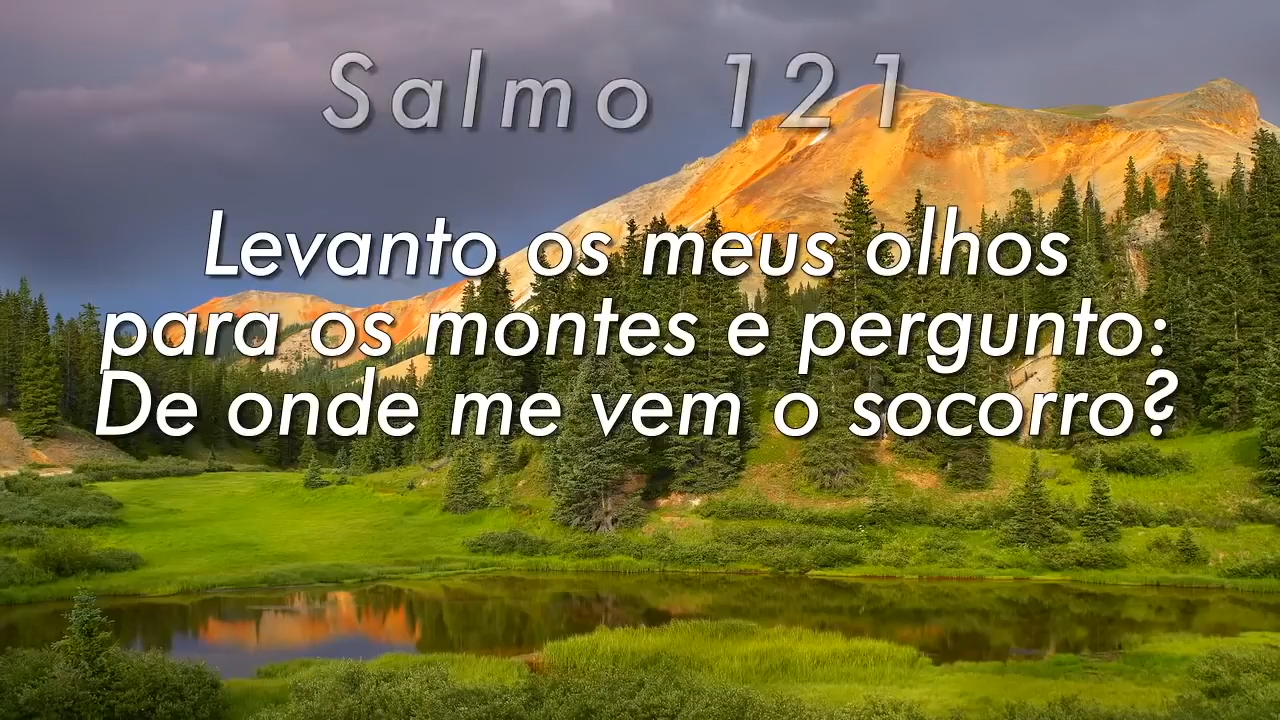 Salmo 121
Levanto os meus olhos
para os montes e pergunto:
De onde me vem o socorro?